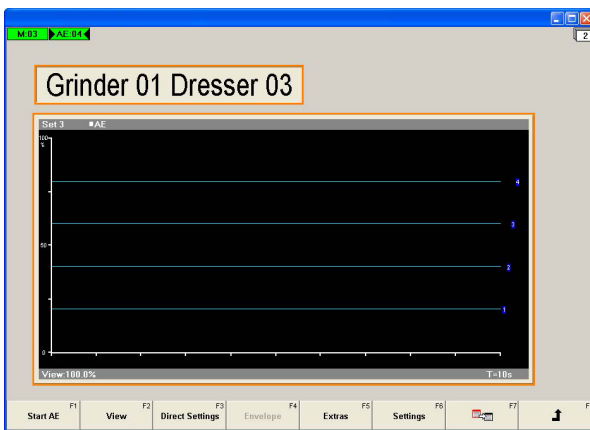 M:03 AE:04
2
Grinder 01 Dresser 03
Set 3 AE
100
%
4
3
50
2
1
0
View:100.0% T=10s
F1 F2 F3 F4 F5 F6 F7 F
Start AE View Direct Settings Envelope Extras Settings